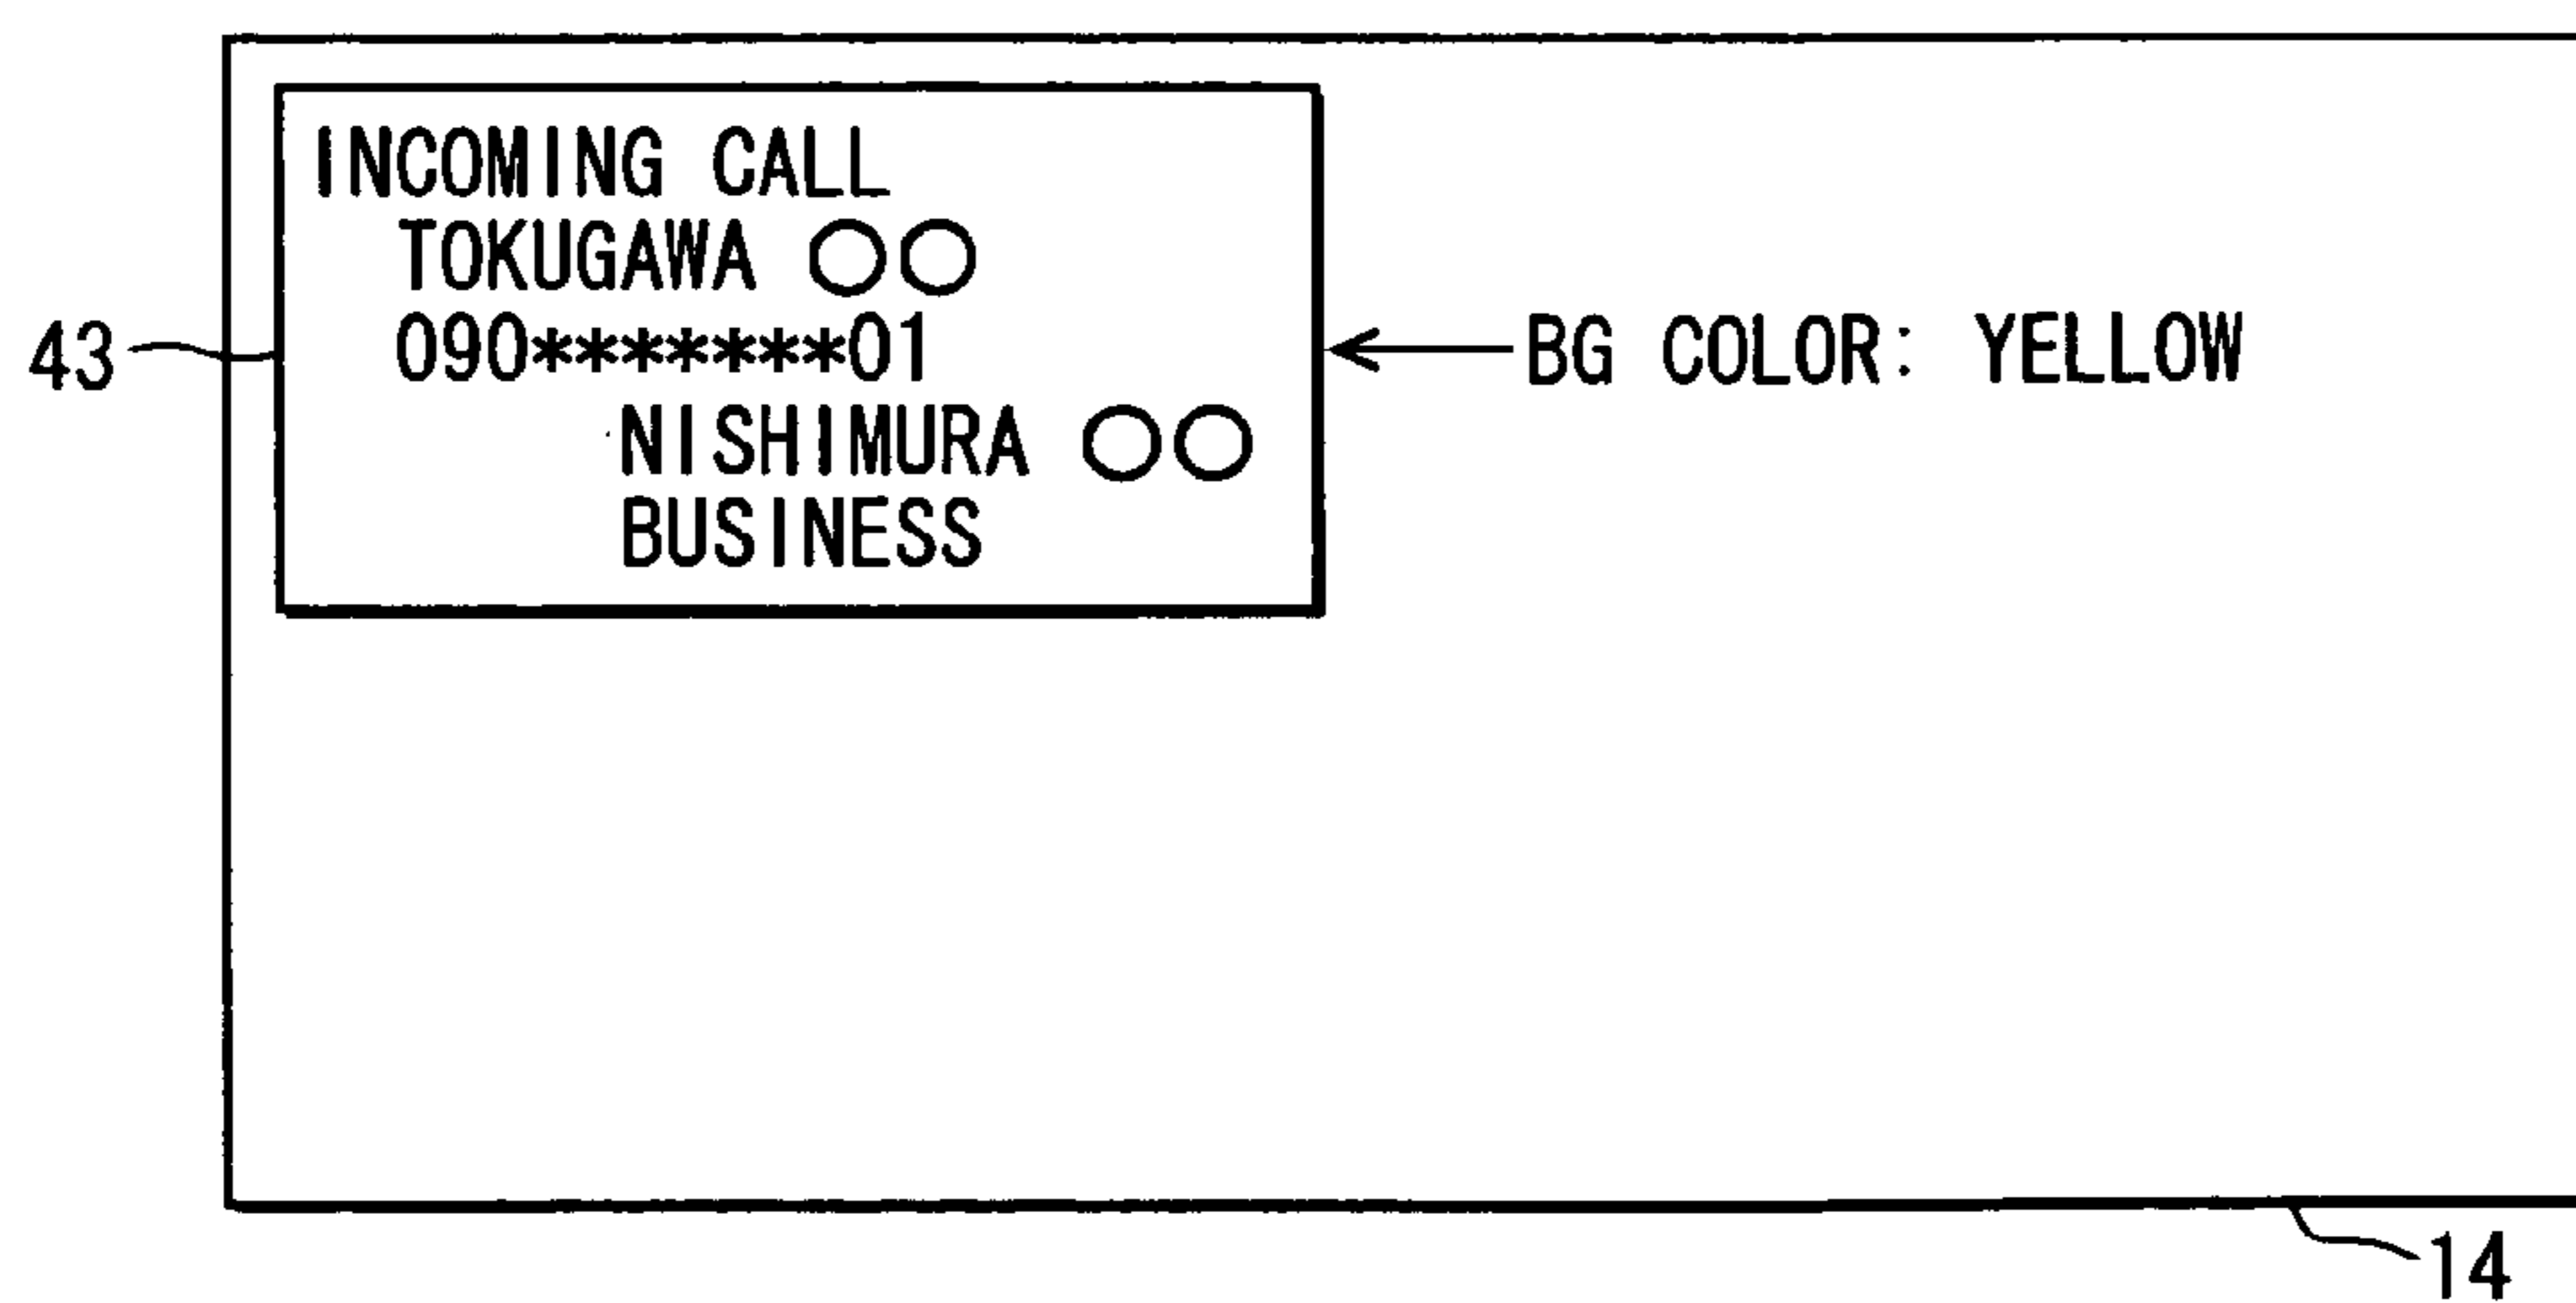 INCOMING CALL
TOKUGAWA ○○
090*******01
NISHIMURA ○○
BUSINESS
43
BG COLOR: YELLOW
14